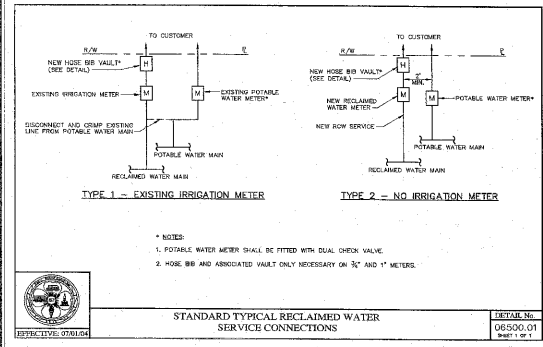 TO CUSTOMER
R/W
NEW HOSE BIB VAULT*
(SEE DETAIL)
H
EXISTING IRRIGATION METER
M
M
EXISTING POTABLE
WATER METER*
DISCONNECT AND CRIMP EXISTING
LINE FROM POTABLE WATER MAIN
POTABLE WATER MAIN
RECLAIMED WATER MAIN
TYPE 1 – EXISTING IRRIGATION METER
TO CUSTOMER
R/W
NEW HOSE BIB VAULT*
(SEE DETAIL)
H
2'
MIN.
NEW RECLAIMED
WATER METER
M
M
POTABLE WATER METER*
NEW RCW SERVICE
POTABLE WATER MAIN
RECLAIMED WATER MAIN
TYPE 2 – NO IRRIGATION METER
* NOTES:
1. POTABLE WATER METER SHALL BE FITTED WITH DUAL CHECK VALVE.
2. HOSE BIB AND ASSOCIATED VAULT ONLY NECESSARY ON ¾" AND 1" METERS.
EFFECTIVE: 07/01/04
STANDARD TYPICAL RECLAIMED WATER
SERVICE CONNECTIONS
DETAIL No.
06500.01
SHEET 1 OF 1